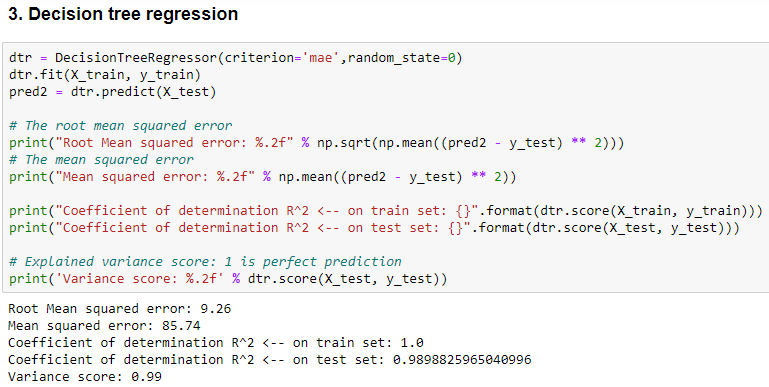 3. Decision tree regression
dtr = DecisionTreeRegressor(criterion='mae',random_state=0)
dtr.fit(X_train, y_train)
pred2 = dtr.predict(X_test)
# The root mean squared error
print("Root Mean squared error: %.2f" % np.sqrt(np.mean((pred2 - y_test) ** 2)))
# The mean squared error
print("Mean squared error: %.2f" % np.mean((pred2 - y_test) ** 2))
print("Coefficient of determination R^2 <-- on train set: {}".format(dtr.score(X_train, y_train)))
print("Coefficient of determination R^2 <-- on test set: {}".format(dtr.score(X_test, y_test)))
# Explained variance score: 1 is perfect prediction
print('Variance score: %.2f' % dtr.score(X_test, y_test))
Root Mean squared error: 9.26
Mean squared error: 85.74
Coefficient of determination R^2 <-- on train set: 1.0
Coefficient of determination R^2 <-- on test set: 0.9898825965040996
Variance score: 0.99